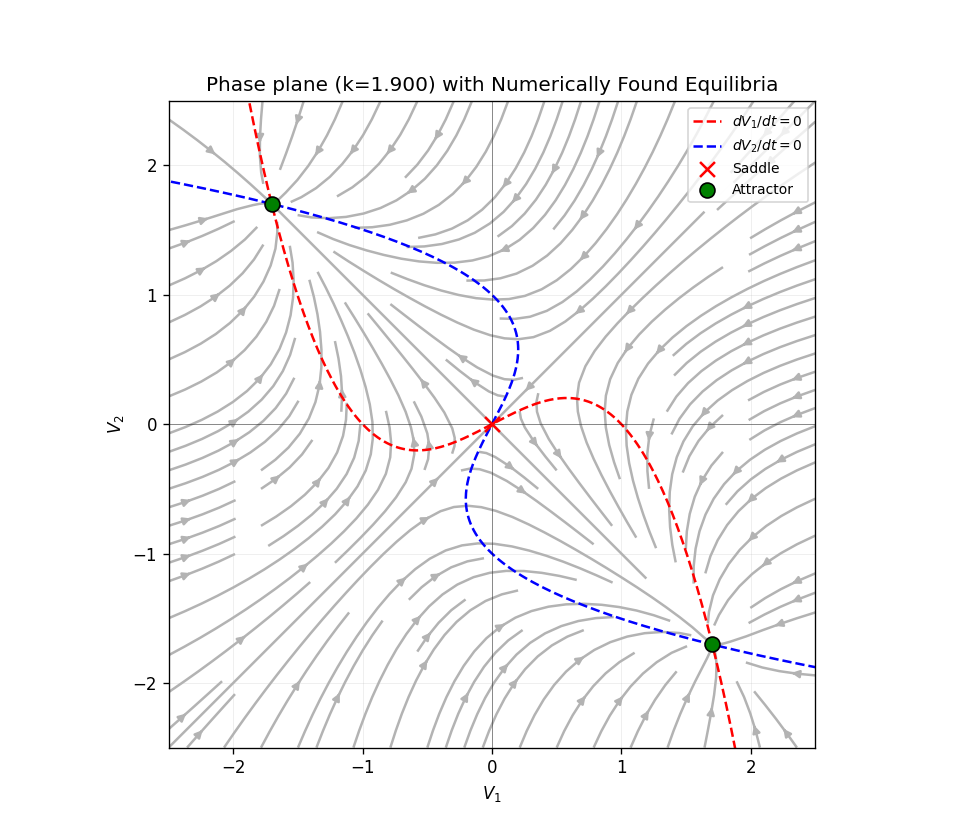 Phase plane (k=1.900) with Numerically Found Equilibria
dV₁/dt = 0
dV₂/dt = 0
Saddle
Attractor
2
1
0
−1
−2
V₂
−2 −1 0 1 2
V₁